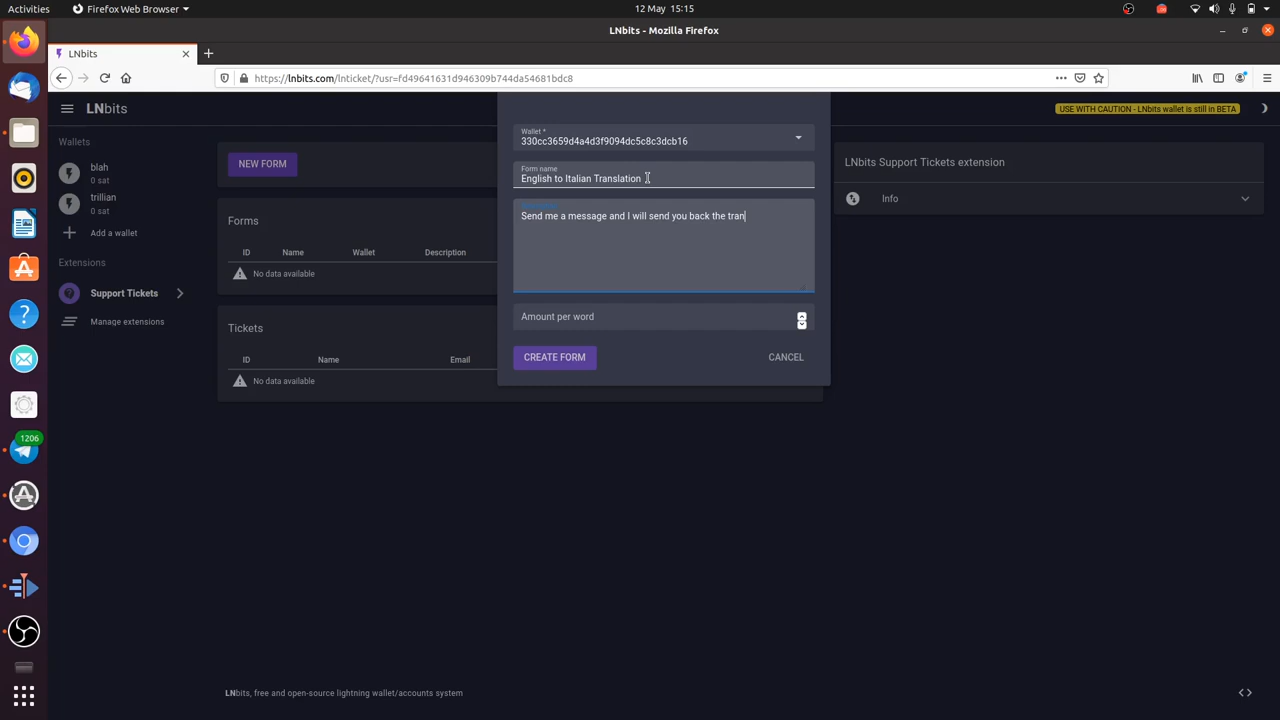 Activities
Firefox Web Browser
12 May 15:15
LNbits - Mozilla Firefox
LNbits
https://lnbits.com/lnticket/?usr=fd49641631d946309b744da54681bdc8
LNbits
USE WITH CAUTION - LNbits wallet is still in BETA
Wallets
blah
0 sat
trillian
0 sat
Add a wallet
Extensions
Support Tickets
Manage extensions
NEW FORM
Forms
ID Name Wallet Description
No data available
Tickets
ID Name Email
No data available
Wallet *
330cc3659d4a4d3f9094dc5c8c3dcb16
Form name
English to Italian Translation
Send me a message and I will send you back the tran
Amount per word
CREATE FORM
CANCEL
LNbits Support Tickets extension
Info
1206
LNbits, free and open-source lightning wallet/accounts system